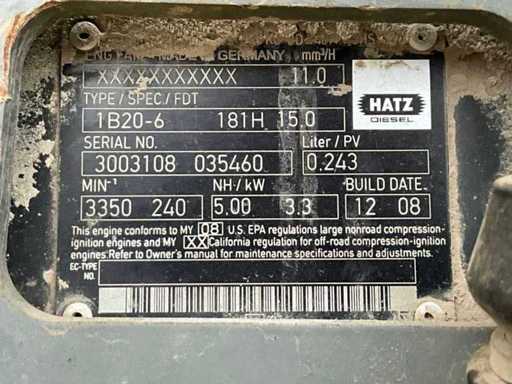 ENG FAM. MADE IN GERMANY mm³/H
XXXXXXXXXXX 11.0
TYPE / SPEC / FDT
1B20-6 181H 15.0
HATZ
DIESEL
SERIAL NO. Liter / PV
3003108 035460 0.243
MIN⁻¹ NH / kW BUILD DATE
3350 240 5.00 3.3 12 08
This engine conforms to MY 08 U.S. EPA regulations large nonroad compression-
ignition engines and MY XX California regulation for off-road compression-ignition
engines. Refer to Owner's manual for maintenance specifications and adjustments.
EC-TYPE
NO.